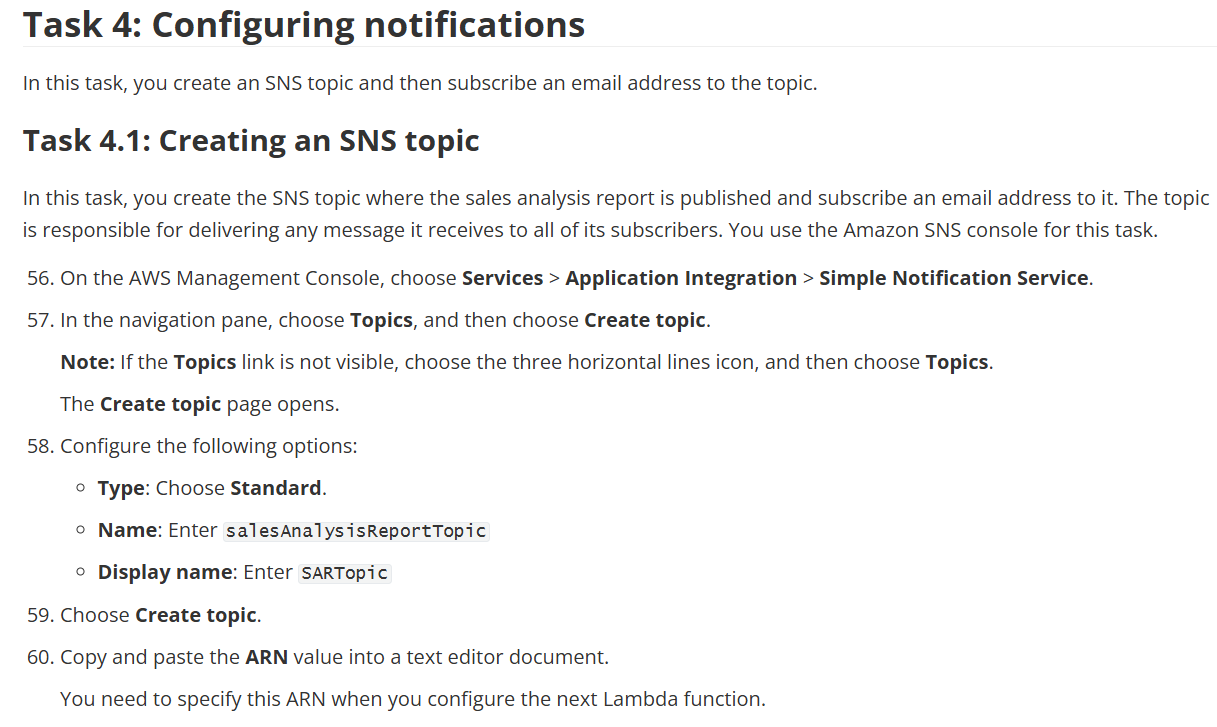 Task 4: Configuring notifications
In this task, you create an SNS topic and then subscribe an email address to the topic.
Task 4.1: Creating an SNS topic
In this task, you create the SNS topic where the sales analysis report is published and subscribe an email address to it. The topic
is responsible for delivering any message it receives to all of its subscribers. You use the Amazon SNS console for this task.
56. On the AWS Management Console, choose Services > Application Integration > Simple Notification Service.
57. In the navigation pane, choose Topics, and then choose Create topic.
Note: If the Topics link is not visible, choose the three horizontal lines icon, and then choose Topics.
The Create topic page opens.
58. Configure the following options:
◦ Type: Choose Standard.
◦ Name: Enter salesAnalysisReportTopic
◦ Display name: Enter SARTopic
59. Choose Create topic.
60. Copy and paste the ARN value into a text editor document.
You need to specify this ARN when you configure the next Lambda function.